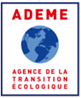 ADEME
AGENCE DE LA
TRANSITION
ÉCOLOGIQUE